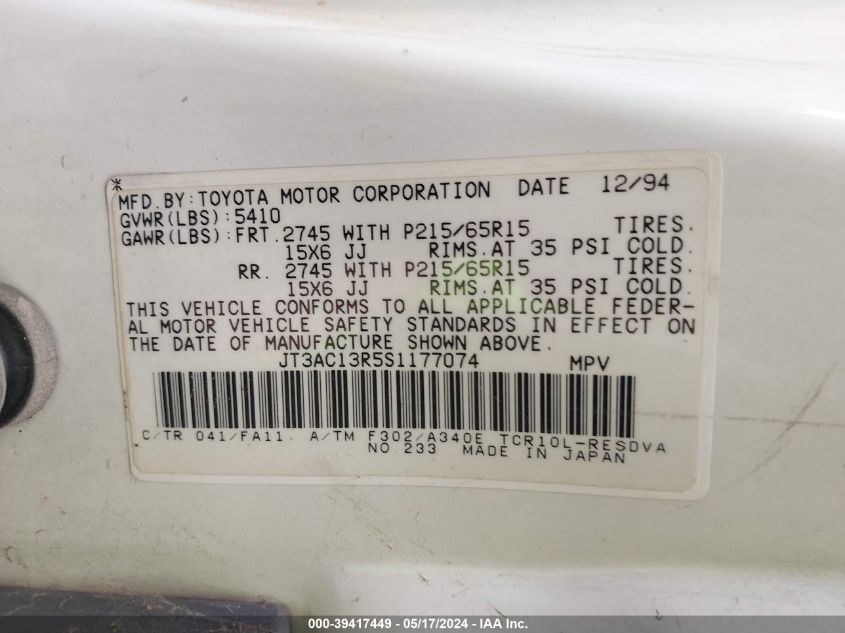 MFD.BY:TOYOTA MOTOR CORPORATION DATE 12/94
GVWR(LBS):5410
GAWR(LBS):FRT.2745 WITH P215/65R15 TIRES.
15X6 JJ RIMS.AT 35 PSI COLD.
RR. 2745 WITH P215/65R15 TIRES.
15X6 JJ RIMS.AT 35 PSI COLD.
THIS VEHICLE CONFORMS TO ALL APPLICABLE FEDER-
AL MOTOR VEHICLE SAFETY STANDARDS IN EFFECT ON
THE DATE OF MANUFACTURE SHOWN ABOVE.
JT3AC13R5S1177074 MPV
C/TR 041/FA11. A/TM F302/A340E TCR10L-RESDVA
NO.233 MADE IN JAPAN
000-39417449 - 05/17/2024 - IAA, Inc.